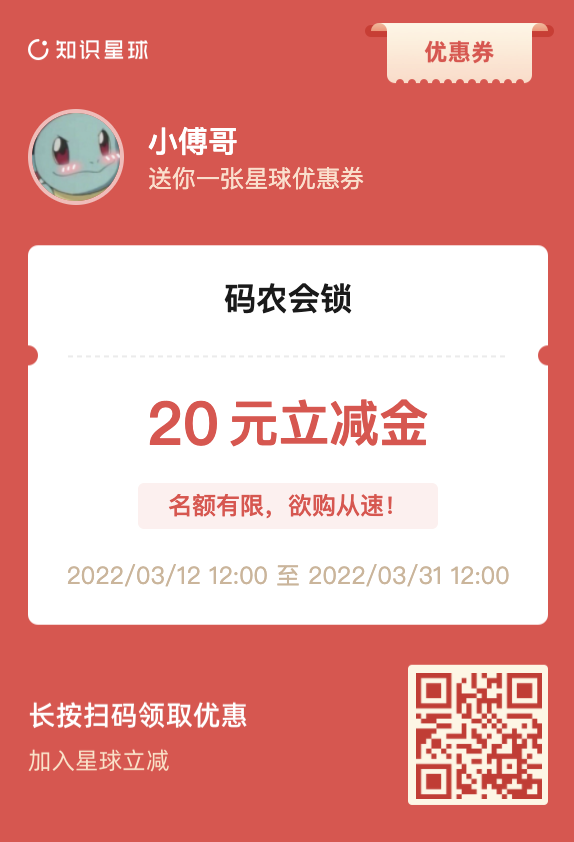 知识星球
优惠券
小傅哥
送你一张星球优惠券
码农会锁
20 元立减金
名额有限，欲购从速！
2022/03/12 12:00 至 2022/03/31 12:00
长按扫码领取优惠
加入星球立减